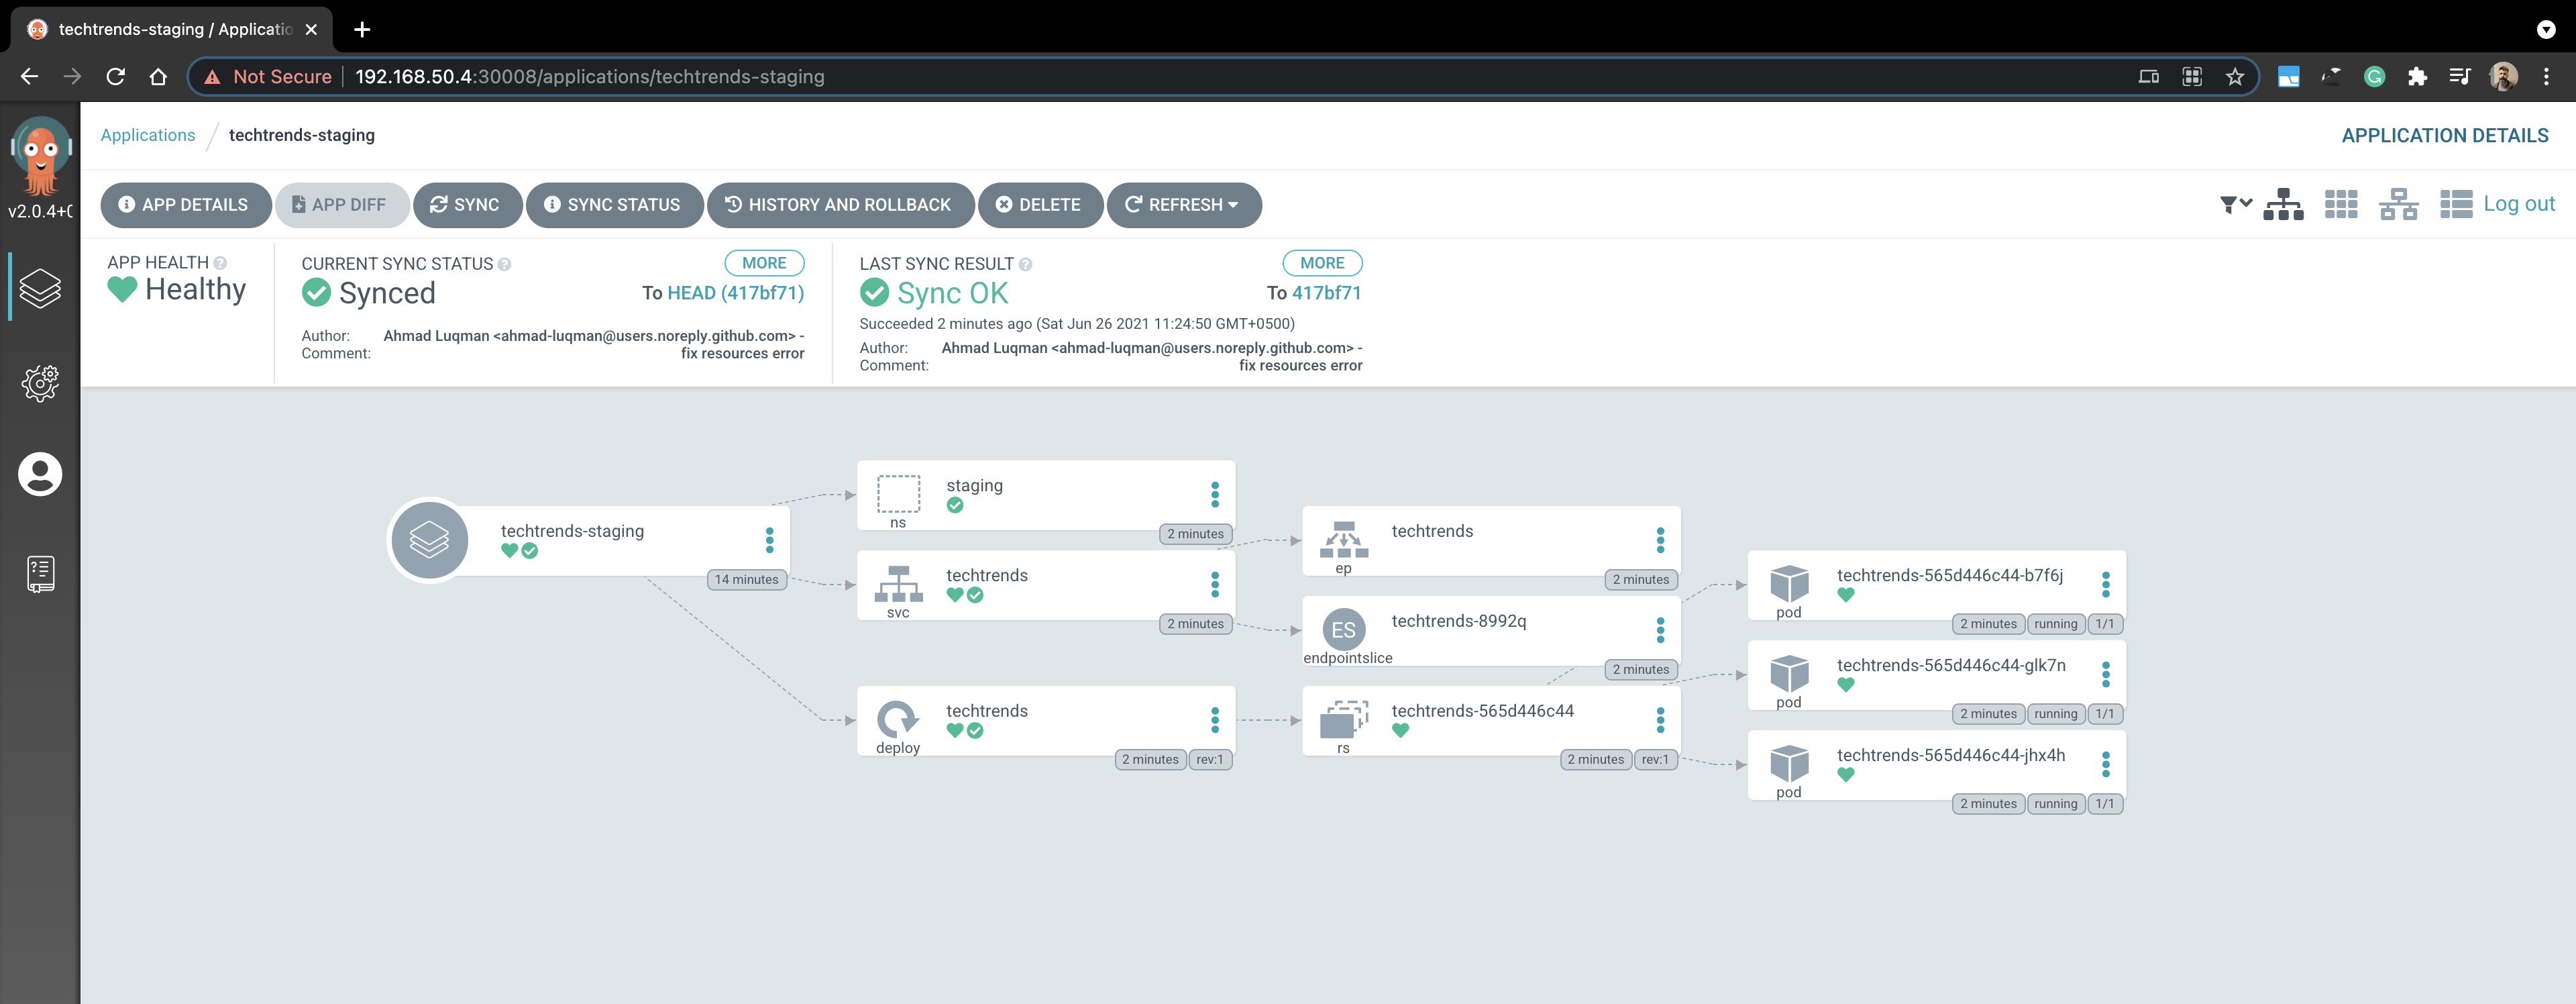 techtrends-staging / Applicatio
Not Secure 192.168.50.4:30008/applications/techtrends-staging
v2.0.4+
Applications / techtrends-staging
APPLICATION DETAILS
APP DETAILS APP DIFF SYNC SYNC STATUS HISTORY AND ROLLBACK DELETE REFRESH
Log out
APP HEALTH
Healthy
CURRENT SYNC STATUS MORE
Synced To HEAD (417bf71)
Author: Ahmad Luqman <ahmad-luqman@users.noreply.github.com> -
Comment: fix resources error
LAST SYNC RESULT MORE
Sync OK To 417bf71
Succeeded 2 minutes ago (Sat Jun 26 2021 11:24:50 GMT+0500)
Author: Ahmad Luqman <ahmad-luqman@users.noreply.github.com> -
Comment: fix resources error
techtrends-staging
14 minutes
staging
ns
2 minutes
techtrends
svc
2 minutes
techtrends
deploy
2 minutes rev:1
techtrends
ep
2 minutes
ES
techtrends-8992q
endpointslice
2 minutes
techtrends-565d446c44
rs
2 minutes rev:1
techtrends-565d446c44-b7f6j
pod
2 minutes running 1/1
techtrends-565d446c44-glk7n
pod
2 minutes running 1/1
techtrends-565d446c44-jhx4h
pod
2 minutes running 1/1